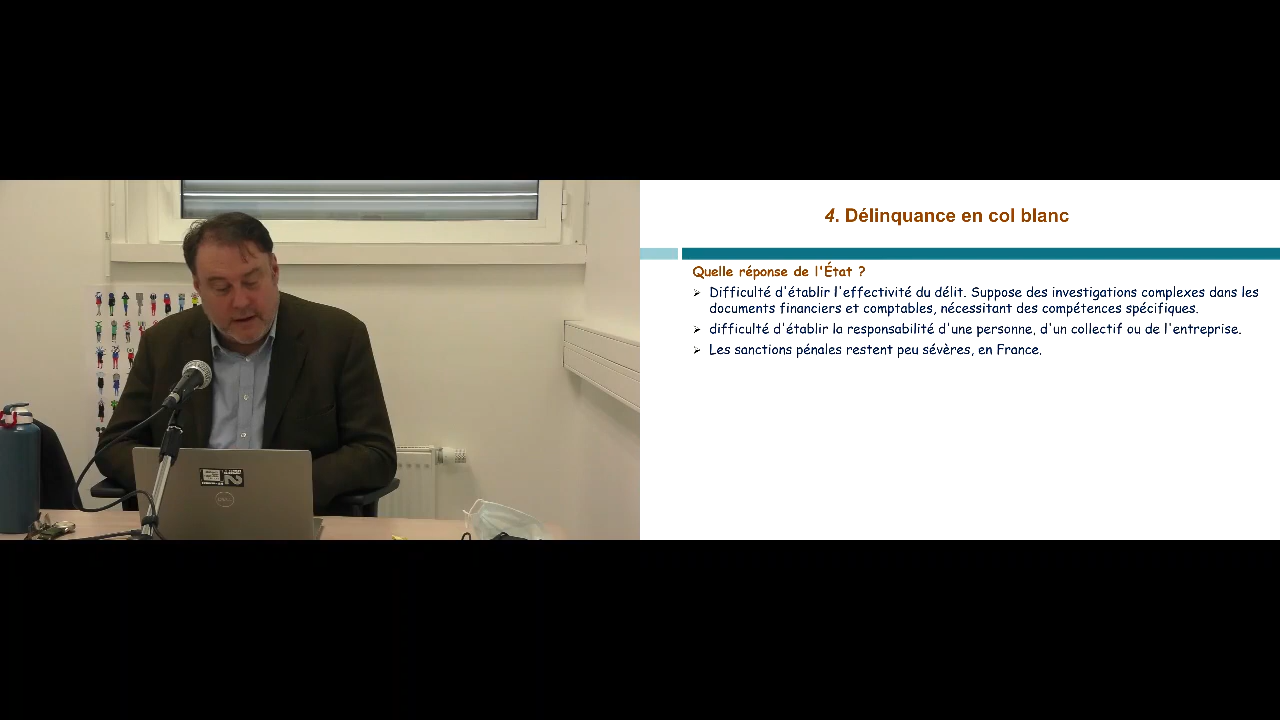 4. Délinquance en col blanc
Quelle réponse de l'État ?
➢ Difficulté d'établir l'effectivité du délit. Suppose des investigations complexes dans les
documents financiers et comptables, nécessitant des compétences spécifiques.
➢ difficulté d'établir la responsabilité d'une personne, d'un collectif ou de l'entreprise.
➢ Les sanctions pénales restent peu sévères, en France.
DELL